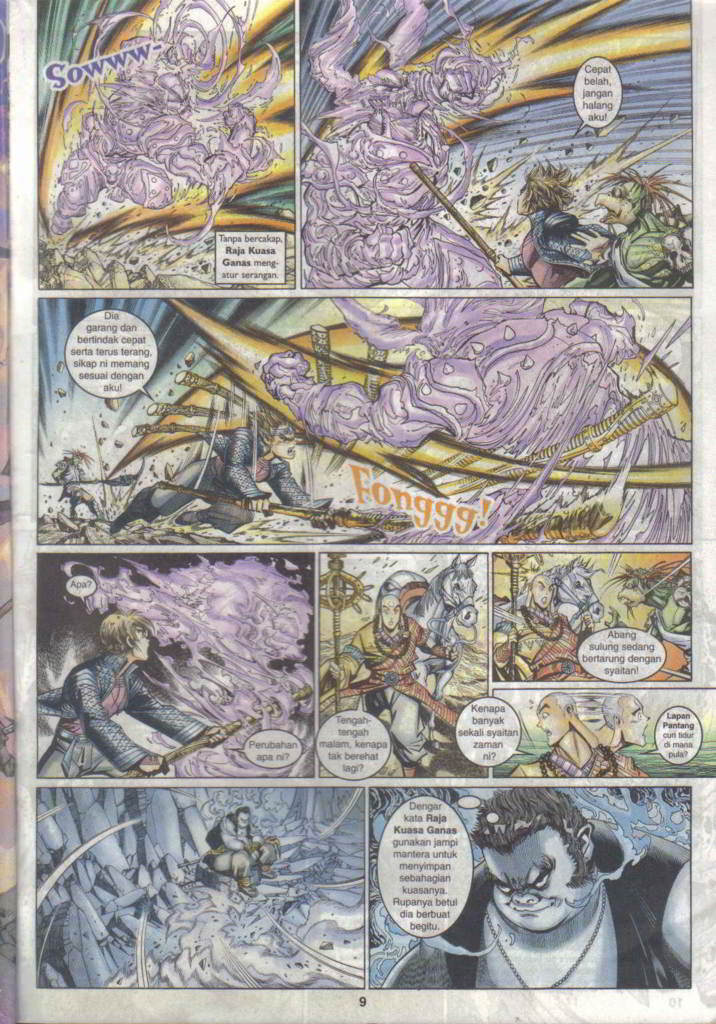 Sowww-
Tanpa bercakap,
Raja Kuasa
Ganas meng-
atur serangan.
Cepat
belah,
jangan
halang
aku!
Dia
garang dan
bertindak cepat
serta terus terang,
sikap ni memang
sesuai dengan
aku!
Fonggg!
Apa?
Perubahan
apa ni?
Tengah-
tengah
malam, kenapa
tak berehat
lagi?
Abang
sulung sedang
bertarung dengan
syaitan!
Kenapa
banyak
sekali syaitan
zaman
ni?
Lapan
Pantang
curi tidur
di mana
pula?
Dengar
kata Raja
Kuasa Ganas
gunakan jampi
mantera untuk
menyimpan
sebahagian
kuasanya.
Rupanya betul
dia berbuat
begitu.
9
10